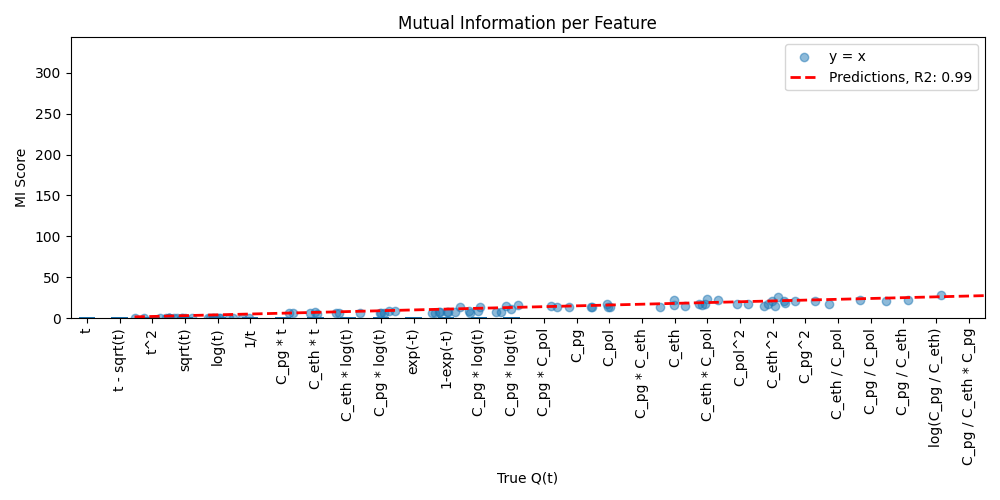 Mutual Information per Feature
y = x
Predictions, R2: 0.99
MI Score
300
250
200
150
100
50
0
t
t - sqrt(t)
t^2
sqrt(t)
log(t)
1/t
C_pg * t
C_eth * t
C_eth * log(t)
C_pg * log(t)
exp(-t)
1-exp(-t)
C_pg * log(t)
C_pg * log(t)
C_pg * C_pol
C_pg
C_pol
C_pg * C_eth
C_eth
C_eth * C_pol
C_pol^2
C_eth^2
C_pg^2
C_eth / C_pol
C_pg / C_pol
C_pg / C_eth
log(C_pg / C_eth)
C_pg / C_eth * C_pg
True Q(t)